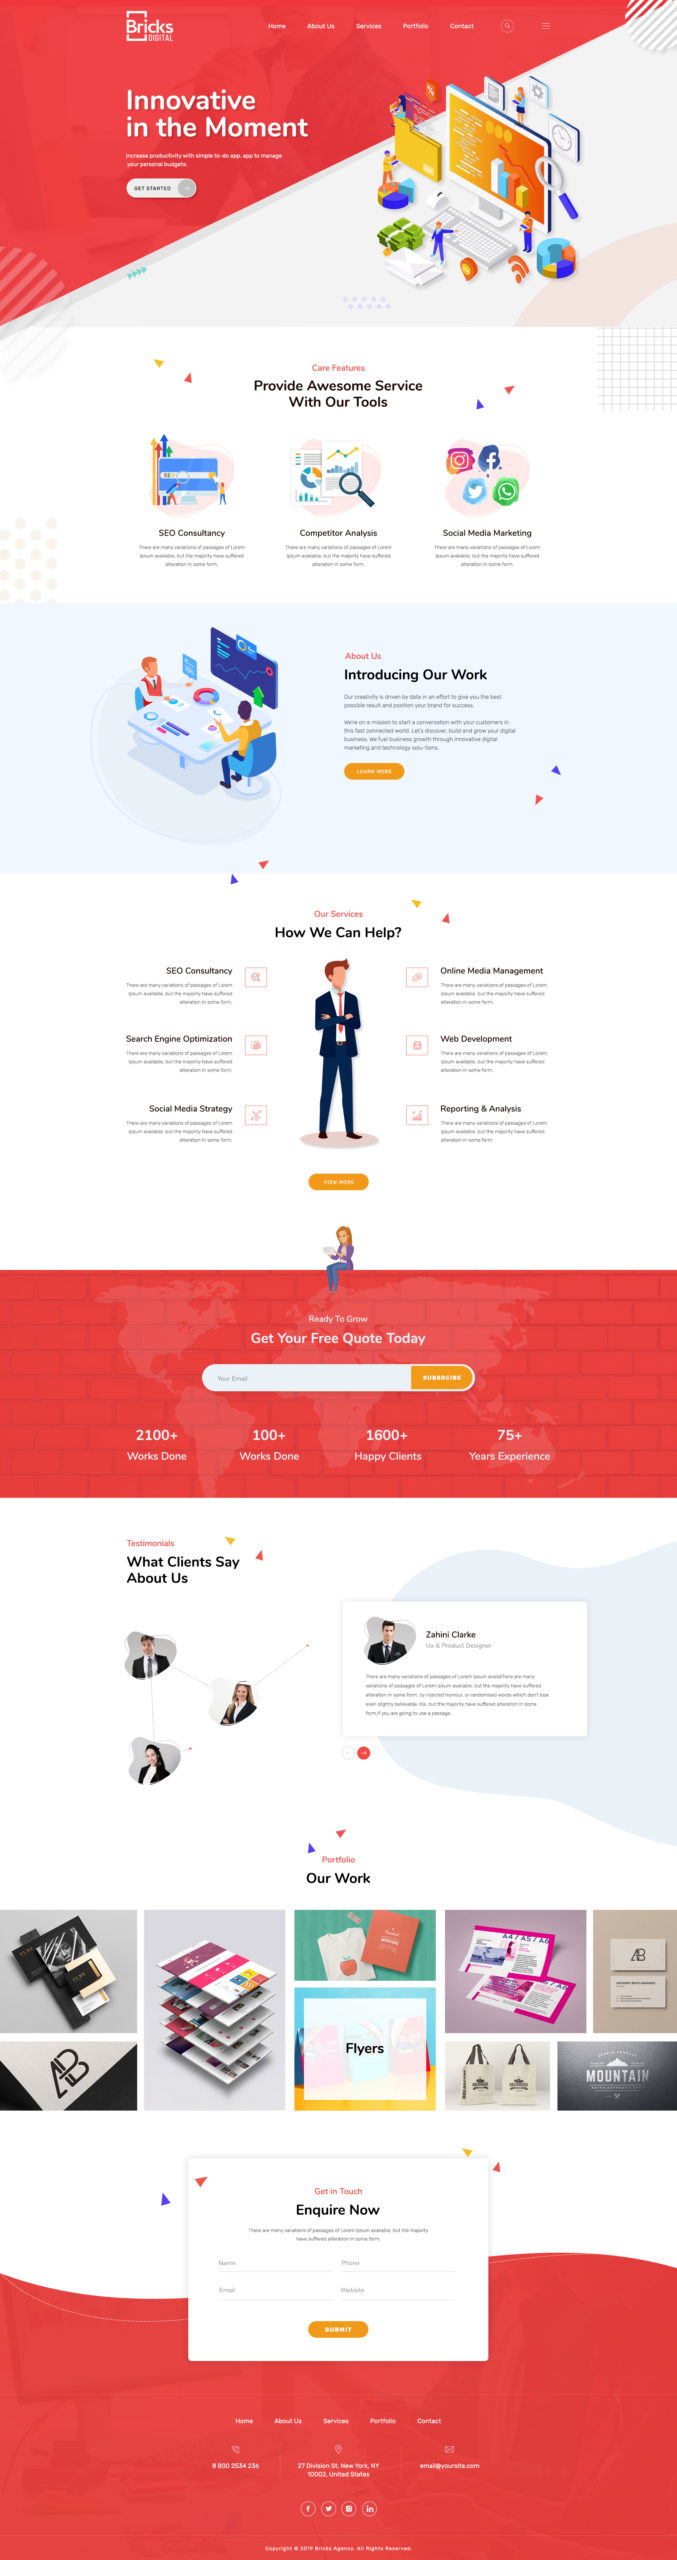 Bricks
DIGITAL
Home About Us Services Portfolio Contact
Innovative
in the Moment
Increase productivity with simple to-do app. app to manage
your personal budgets.
GET STARTED
Care Features
Provide Awesome Service
With Our Tools
SEO
SEO Consultancy
There are many variations of passages of Lorem
Ipsum available, but the majority have suffered
alteration in some form.
Competitor Analysis
There are many variations of passages of Lorem
Ipsum available, but the majority have suffered
alteration in some form.
Social Media Marketing
There are many variations of passages of Lorem
Ipsum available, but the majority have suffered
alteration in some form.
About Us
Introducing Our Work
Our creativity is driven by data in an effort to give you the best
possible result and position your brand for success.
We're on a mission to start a conversation with your customers in
this fast connected world. Let's discover, build and grow your digital
business. We fuel business growth through innovative digital
marketing and technology solu-tions.
LEARN MORE
Our Services
How We Can Help?
SEO Consultancy
There are many variations of passages of Lorem
Ipsum available, but the majority have suffered
alteration in some form.
Search Engine Optimization
There are many variations of passages of Lorem
Ipsum available, but the majority have suffered
alteration in some form.
Social Media Strategy
There are many variations of passages of Lorem
Ipsum available, but the majority have suffered
alteration in some form.
Online Media Management
There are many variations of passages of Lorem
Ipsum available, but the majority have suffered
alteration in some form.
Web Development
There are many variations of passages of Lorem
Ipsum available, but the majority have suffered
alteration in some form.
Reporting & Analysis
There are many variations of passages of Lorem
Ipsum available, but the majority have suffered
alteration in some form.
VIEW MORE
Ready To Grow
Get Your Free Quote Today
Your Email
SUBSRCIBE
2100+
Works Done
100+
Works Done
1600+
Happy Clients
75+
Years Experience
Testimonials
What Clients Say
About Us
Zahini Clarke
Ux & Product Designer
There are many variations of passages of Lorem Ipsum availaThere are many
variations of passages of Lorem Ipsum available, but the majority have suffered
alteration in some form, by injected humour, or randomised words which don't look
even slightly believable. ble, but the majority have suffered alteration in some
form,If you are going to use a passage.
Portfolio
Our Work
A4 / A5 / A6
AB
Flyers
MOUNTAIN
Get in Touch
Enquire Now
There are many variations of passages of Lorem Ipsum available, but the majority
have suffered alteration in some form.
Name
Phone
Email
Website
SUBMIT
Home About Us Services Portfolio Contact
8 800 2534 236
27 Division St, New York, NY
10002, United States
email@yoursite.com
Copyright © 2019 Bricks Agency. All Rights Reserved.